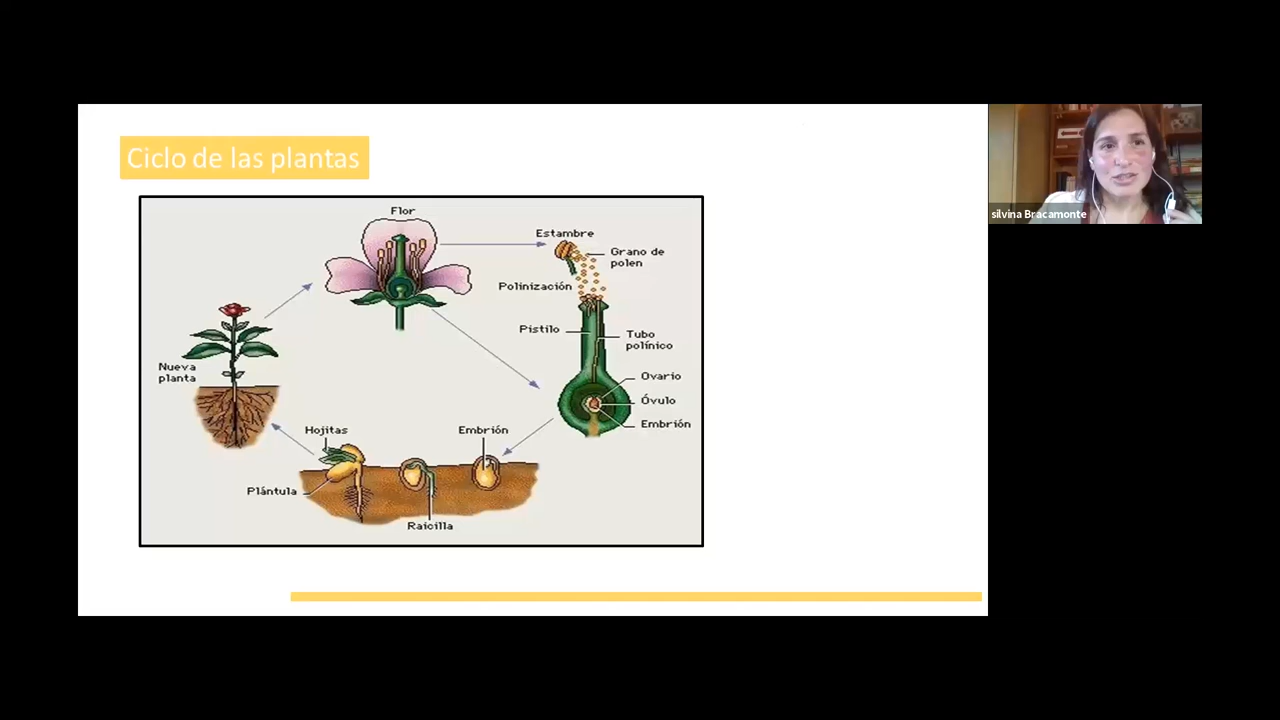 Ciclo de las plantas
silvina Bracamonte
Flor
Estambre
Grano de
polen
Polinización
Pistilo
Tubo
polínico
Ovario
Óvulo
Embrión
Nueva
planta
Hojitas
Embrión
Plántula
Raicilla